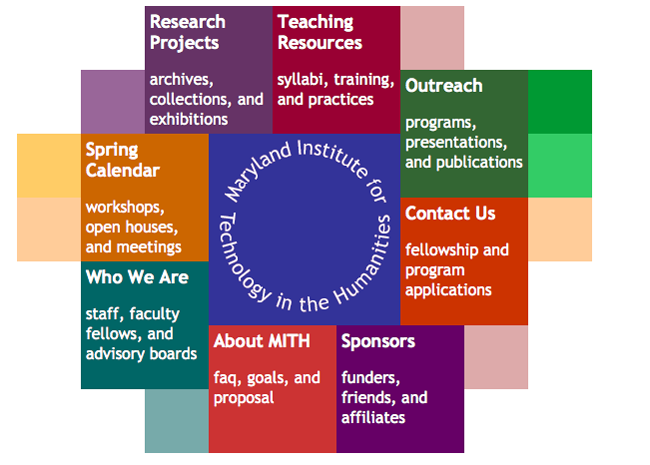 Research
Projects
archives,
collections, and
exhibitions
Teaching
Resources
syllabi, training,
and practices
Outreach
programs,
presentations,
and publications
Spring
Calendar
workshops,
open houses,
and meetings
Maryland Institute for
Technology in the Humanities
Contact Us
fellowship and
program
applications
Who We Are
staff, faculty
fellows, and
advisory boards
About MITH
faq, goals, and
proposal
Sponsors
funders,
friends, and
affiliates